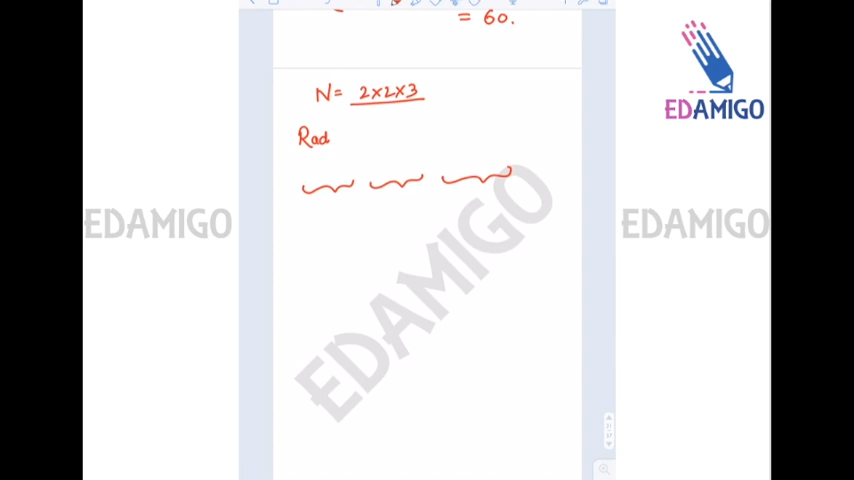 = 60.
N = 2×2×3
Rad
EDAMIGO
EDAMIGO
EDAMIGO
EDAMIGO